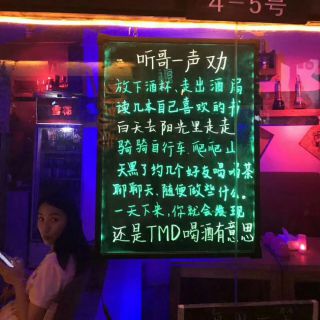 4-5号
听哥一声劝
放下酒杯、走出酒局
读几本自己喜欢的书
白天去阳光里走走
骑骑自行车 爬爬山
天黑了约几个好友喝喝茶
聊聊天、随便做些什么、
一天下来，你就会发现
还是TMD喝酒有意思